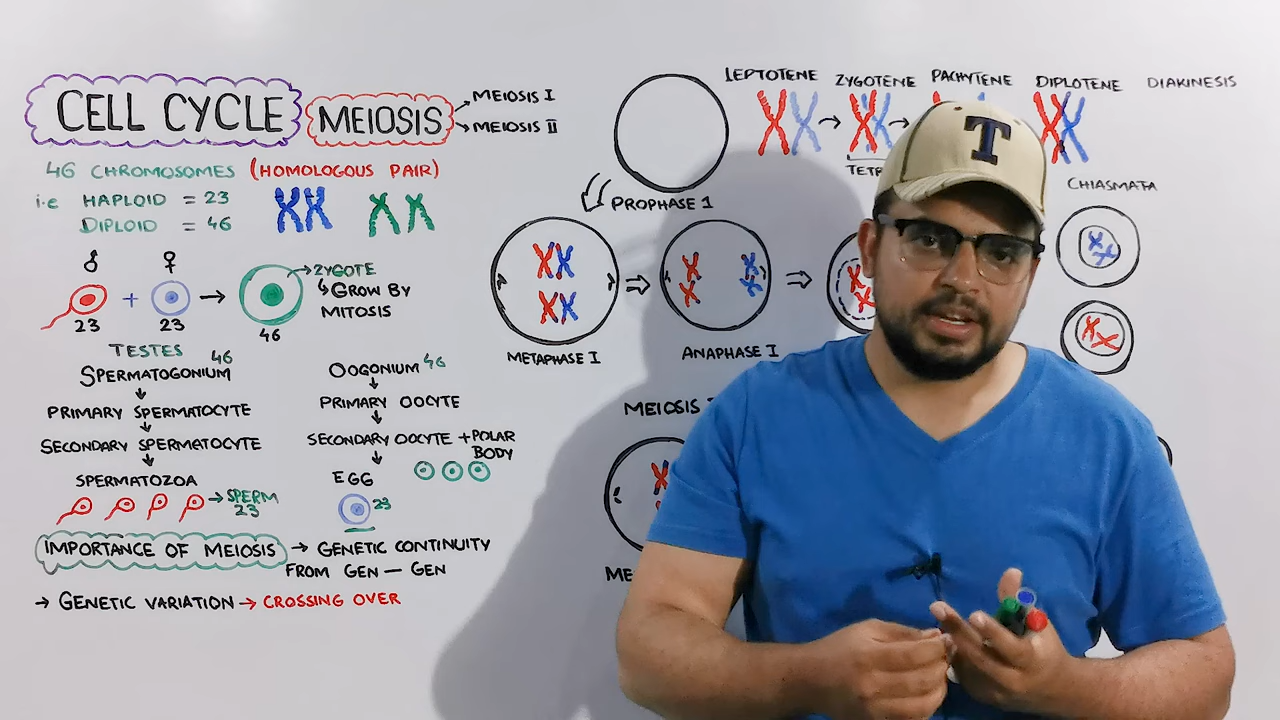 CELL CYCLE
MEIOSIS
MEIOSIS I
MEIOSIS II
46 CHROMOSOMES (HOMOLOGOUS PAIR)
i.e HAPLOID = 23
DIPLOID = 46
♂ ♀
+ →
→ ZYGOTE
↳ GROW BY
MITOSIS
23 23 46
TESTES
46
SPERMATOGONIUM
↓
PRIMARY SPERMATOCYTE
↓
SECONDARY SPERMATOCYTE
↓
SPERMATOZOA
→ SPERM
23
OOGONIUM 46
↓
PRIMARY OOCYTE
↓
SECONDARY OOCYTE + POLAR
BODY
↓
EGG
23
IMPORTANCE OF MEIOSIS → GENETIC CONTINUITY
FROM GEN — GEN
→ GENETIC VARIATION → CROSSING OVER
LEPTOTENE ZYGOTENE PACHYTENE DIPLOTENE DIAKINESIS
CHIASMATA
PROPHASE 1
METAPHASE I
ANAPHASE I
MEIOSIS
T